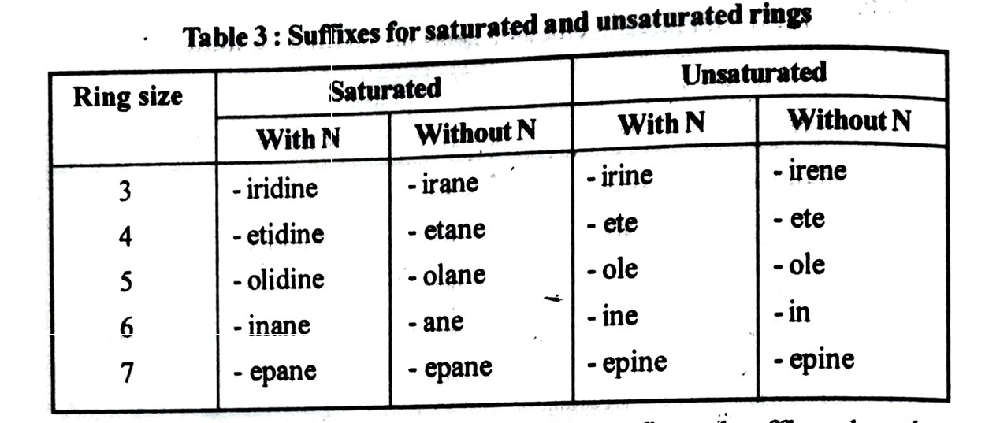 Table 3 : Suffixes for saturated and unsaturated rings
Ring size Saturated Unsaturated
With N Without N With N Without N
3 - iridine - irane - irine - irene
4 - etidine - etane - ete - ete
5 - olidine - olane - ole - ole
6 - inane - ane - ine - in
7 - epane - epane - epine - epine